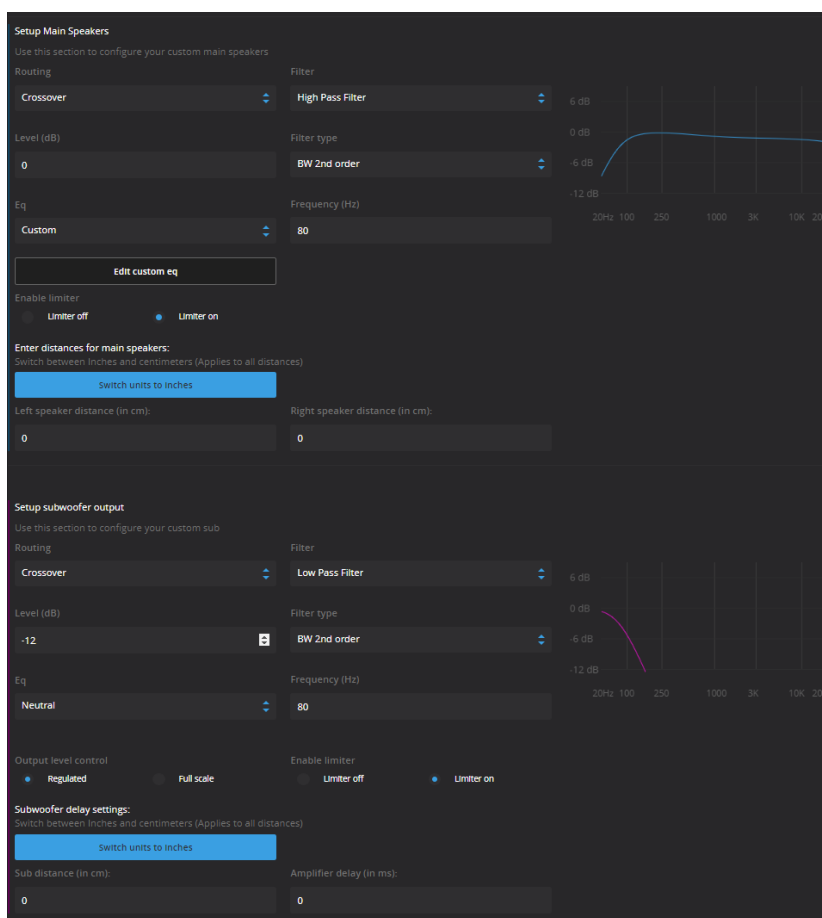 Setup Main Speakers
Use this section to configure your custom main speakers
Routing Filter
Crossover High Pass Filter
Level (dB) Filter type
0 BW 2nd order
Eq Frequency (Hz)
Custom 80
Edit custom eq
Enable limiter
Limiter off Limiter on
Enter distances for main speakers:
Switch between Inches and centimeters (Applies to all distances)
Switch units to Inches
Left speaker distance (in cm): Right speaker distance (in cm):
0 0
6 dB
0 dB
-6 dB
-12 dB
20Hz 100 250 1000 3K 10K 20
Setup subwoofer output
Use this section to configure your custom sub
Routing Filter
Crossover Low Pass Filter
Level (dB) Filter type
-12 BW 2nd order
Eq Frequency (Hz)
Neutral 80
Output level control Enable limiter
Regulated Full scale Limiter off Limiter on
Subwoofer delay settings:
Switch between Inches and centimeters (Applies to all distances)
Switch units to Inches
Sub distance (in cm): Amplifier delay (in ms):
0 0
6 dB
0 dB
-6 dB
-12 dB
20Hz 100 250 1000 3K 10K 20